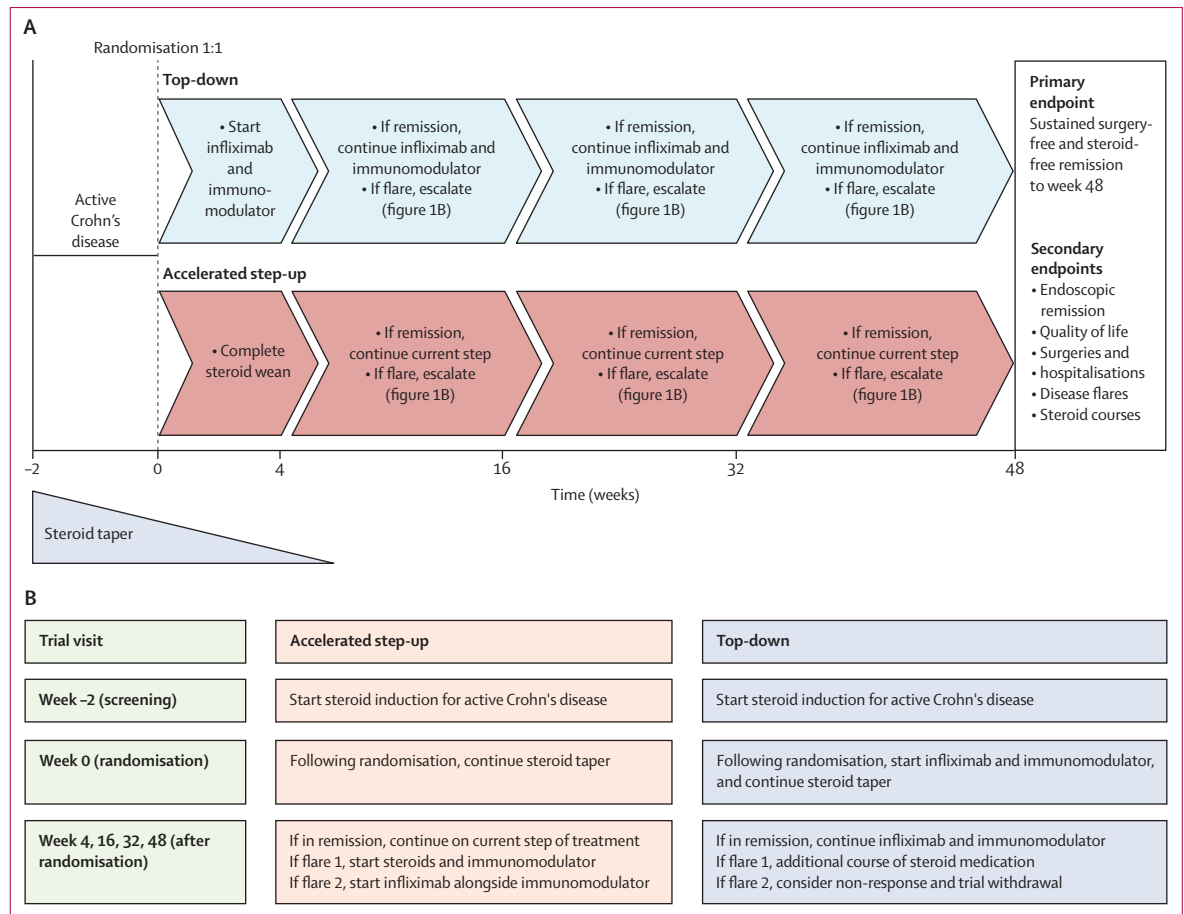 A
Randomisation 1:1
Top-down
Active
Crohn's
disease
• Start
infliximab
and
immuno-
modulator
• If remission,
continue infliximab and
immunomodulator
• If flare, escalate
(figure 1B)
• If remission,
continue infliximab and
immunomodulator
• If flare, escalate
(figure 1B)
• If remission,
continue infliximab and
immunomodulator
• If flare, escalate
(figure 1B)
Accelerated step-up
• Complete
steroid wean
• If remission,
continue current step
• If flare, escalate
(figure 1B)
• If remission,
continue current step
• If flare, escalate
(figure 1B)
• If remission,
continue current step
• If flare, escalate
(figure 1B)
Primary
endpoint
Sustained surgery-
free and steroid-
free remission
to week 48
Secondary
endpoints
• Endoscopic
remission
• Quality of life
• Surgeries and
• hospitalisations
• Disease flares
• Steroid courses
–2 0 4 16 32 48
Time (weeks)
Steroid taper
B
Trial visit
Accelerated step-up
Top-down
Week –2 (screening)
Start steroid induction for active Crohn's disease
Start steroid induction for active Crohn's disease
Week 0 (randomisation)
Following randomisation, continue steroid taper
Following randomisation, start infliximab and immunomodulator,
and continue steroid taper
Week 4, 16, 32, 48 (after
randomisation)
If in remission, continue on current step of treatment
If flare 1, start steroids and immunomodulator
If flare 2, start infliximab alongside immunomodulator
If in remission, continue infliximab and immunomodulator
If flare 1, additional course of steroid medication
If flare 2, consider non-response and trial withdrawal